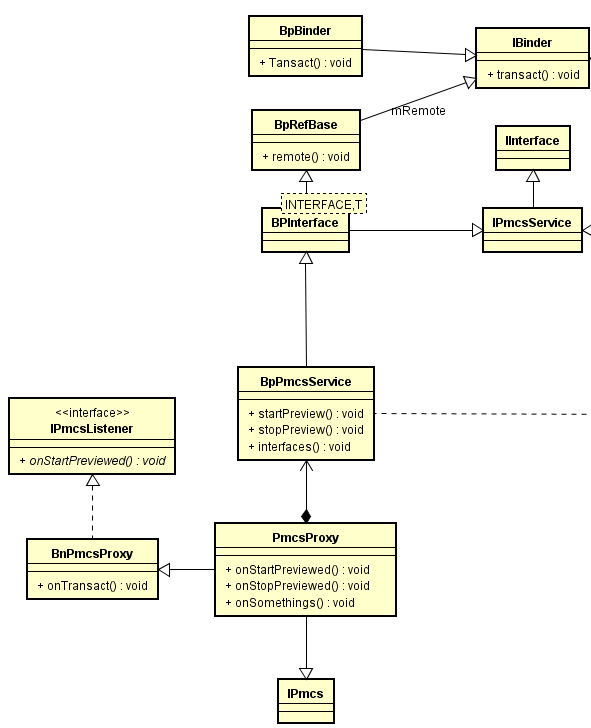 BpBinder
+ Tansact() : void
IBinder
+ transact() : void
BpRefBase
+ remote() : void
mRemote
IInterface
INTERFACE,T
BPInterface
IPmcsService
BpPmcsService
+ startPreview() : void
+ stopPreview() : void
+ interfaces() : void
<<interface>>
IPmcsListener
+ onStartPreviewed() : void
BnPmcsProxy
+ onTransact() : void
PmcsProxy
+ onStartPreviewed() : void
+ onStopPreviewed() : void
+ onSomethings() : void
IPmcs